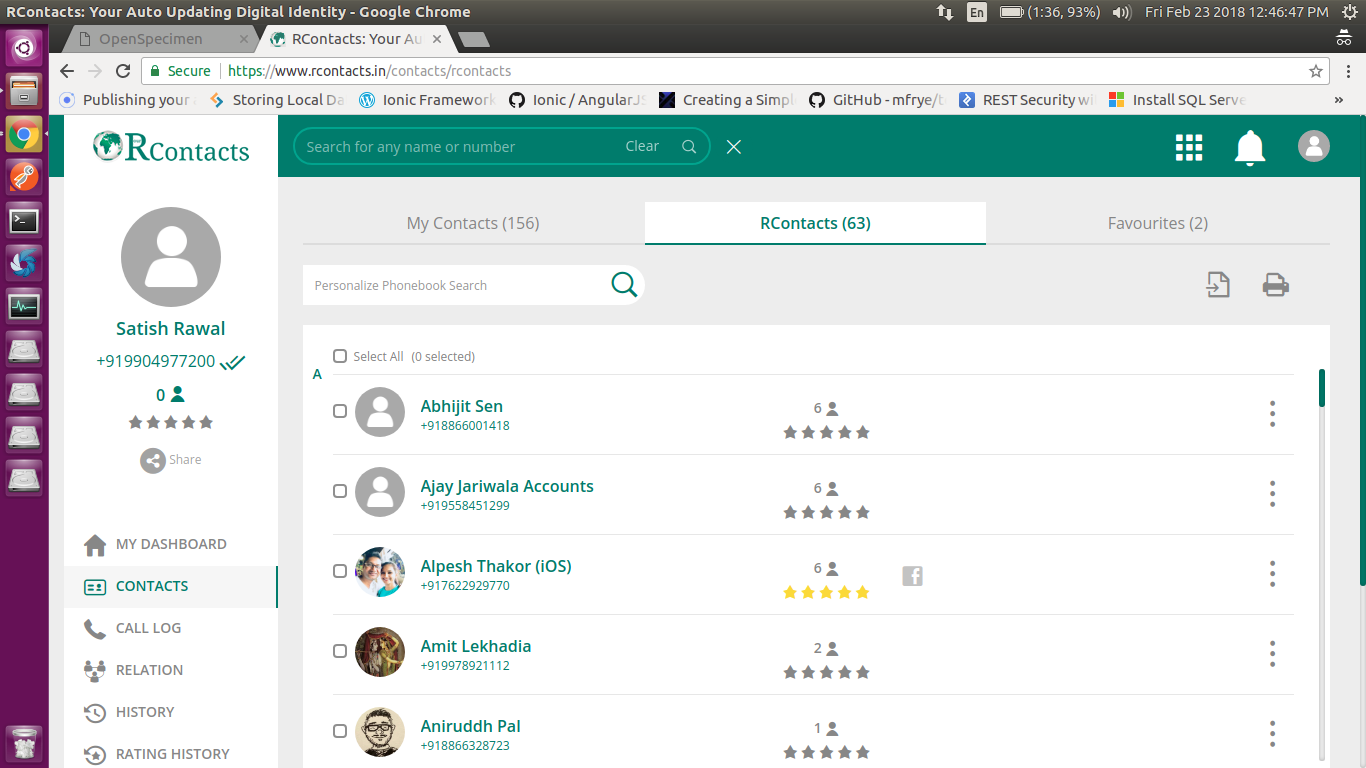 RContacts: Your Auto Updating Digital Identity - Google Chrome
En
(1:36, 93%)
Fri Feb 23 2018 12:46:47 PM
OpenSpecimen
RContacts: Your Au
Secure
https://www.rcontacts.in/contacts/rcontacts
Publishing your
Storing Local Da
Ionic Framework
Ionic / AngularJS
Creating a Simpl
GitHub - mfrye/
REST Security wi
Install SQL Serve
»
RContacts
Search for any name or number
Clear
My Contacts (156)
RContacts (63)
Favourites (2)
Personalize Phonebook Search
Satish Rawal
+919904977200
0
Share
MY DASHBOARD
CONTACTS
CALL LOG
RELATION
HISTORY
RATING HISTORY
Select All (0 selected)
A
Abhijit Sen
+918866001418
6
Ajay Jariwala Accounts
+919558451299
6
Alpesh Thakor (iOS)
+917622929770
6
Amit Lekhadia
+919978921112
2
Aniruddh Pal
+918866328723
1